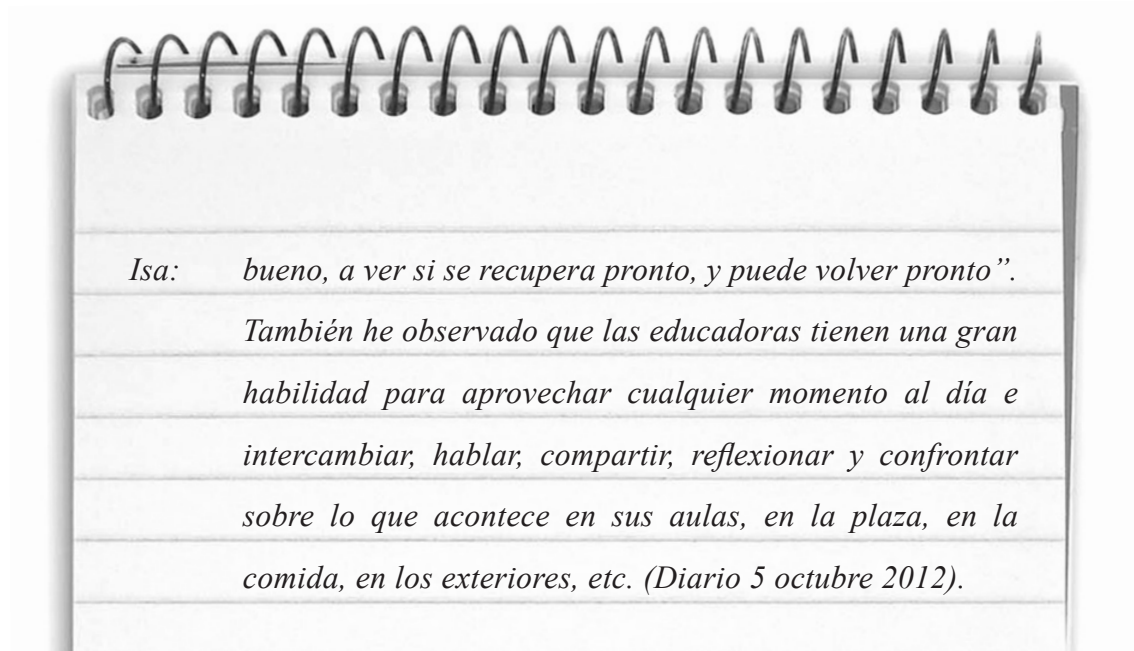 Isa: bueno, a ver si se recupera pronto, y puede volver pronto”.
También he observado que las educadoras tienen una gran
habilidad para aprovechar cualquier momento al día e
intercambiar, hablar, compartir, reflexionar y confrontar
sobre lo que acontece en sus aulas, en la plaza, en la
comida, en los exteriores, etc. (Diario 5 octubre 2012).